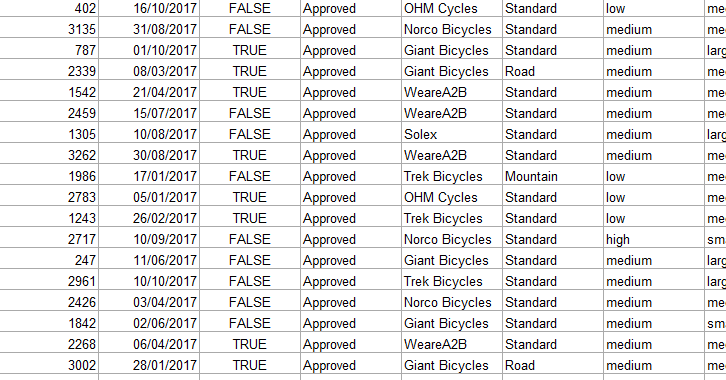 402 16/10/2017 FALSE Approved OHM Cycles Standard low me
3135 31/08/2017 FALSE Approved Norco Bicycles Standard medium me
787 01/10/2017 TRUE Approved Giant Bicycles Standard medium larg
2339 08/03/2017 TRUE Approved Giant Bicycles Road medium me
1542 21/04/2017 TRUE Approved WeareA2B Standard medium me
2459 15/07/2017 FALSE Approved WeareA2B Standard medium me
1305 10/08/2017 FALSE Approved Solex Standard medium larg
3262 30/08/2017 TRUE Approved WeareA2B Standard medium me
1986 17/01/2017 FALSE Approved Trek Bicycles Mountain low me
2783 05/01/2017 TRUE Approved OHM Cycles Standard low me
1243 26/02/2017 TRUE Approved Trek Bicycles Standard low me
2717 10/09/2017 FALSE Approved Norco Bicycles Standard high sm
247 11/06/2017 FALSE Approved Giant Bicycles Standard medium larg
2961 10/10/2017 FALSE Approved Trek Bicycles Standard medium larg
2426 03/04/2017 FALSE Approved Norco Bicycles Standard medium me
1842 02/06/2017 FALSE Approved Giant Bicycles Standard medium sm
2268 06/04/2017 TRUE Approved WeareA2B Standard medium me
3002 28/01/2017 TRUE Approved Giant Bicycles Road medium me